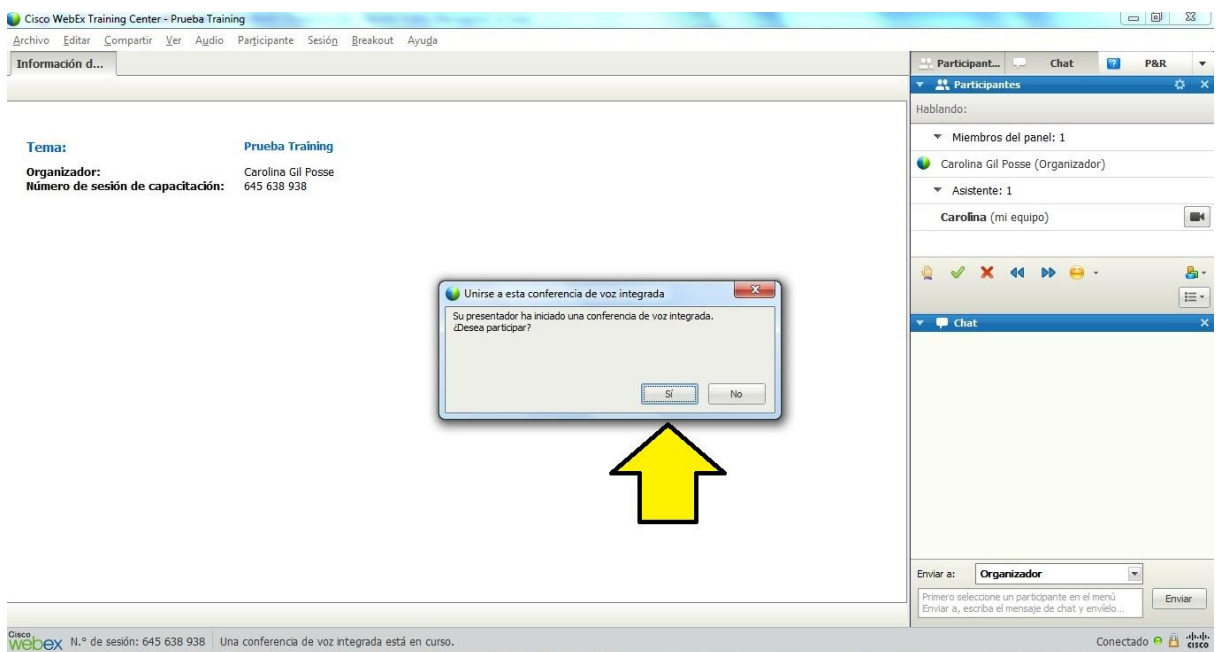 Cisco WebEx Training Center - Prueba Training
Archivo Editar Compartir Ver Audio Participante Sesión Breakout Ayuda
Información d...
Participant... Chat P&R
Participantes
Hablando:
Miembros del panel: 1
Carolina Gil Posse (Organizador)
Asistente: 1
Carolina (mi equipo)
Tema: Prueba Training
Organizador: Carolina Gil Posse
Número de sesión de capacitación: 645 638 938
Unirse a esta conferencia de voz integrada
Su presentador ha iniciado una conferencia de voz integrada.
¿Desea participar?
Sí No
Chat
Enviar a: Organizador
Primero seleccione un participante en el menú
Enviar a, escriba el mensaje de chat y envíelo...
Enviar
Cisco
webex N.º de sesión: 645 638 938 Una conferencia de voz integrada está en curso. Conectado
CISCO